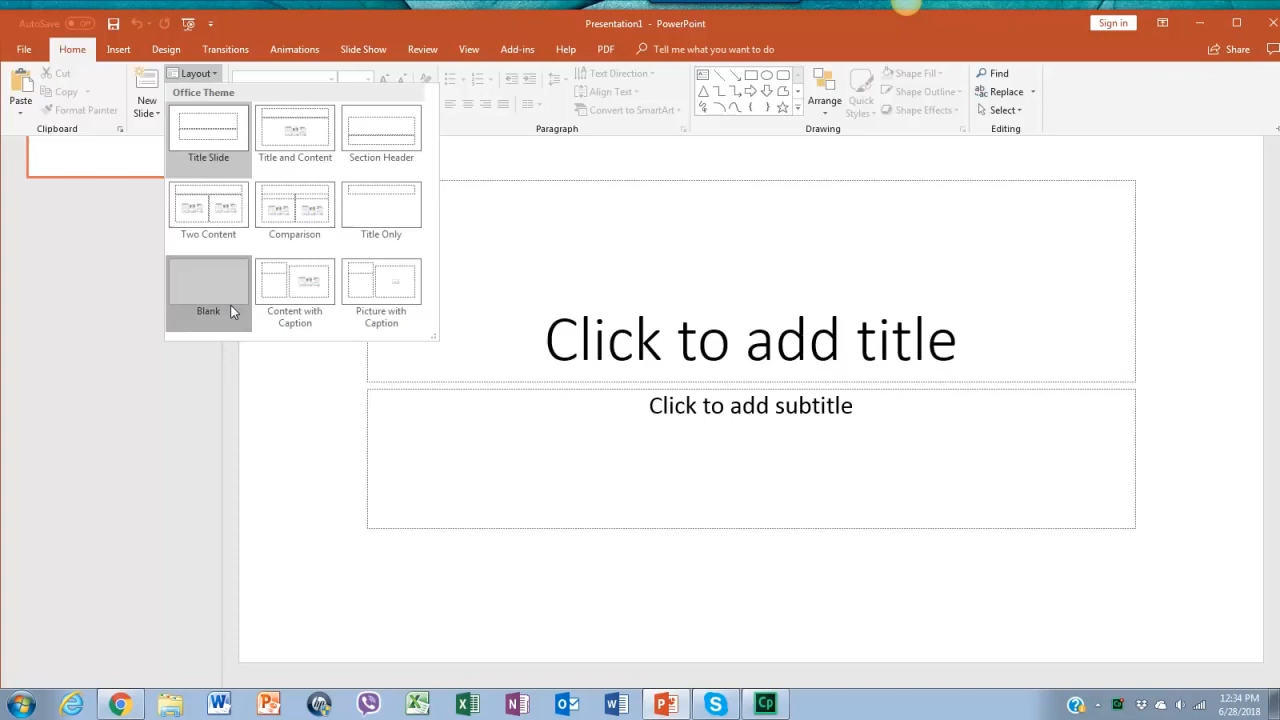 AutoSave Off
Presentation1 - PowerPoint
Sign in
File Home Insert Design Transitions Animations Slide Show Review View Add-ins Help PDF Tell me what you want to do Share
Paste
Cut
Copy
Format Painter
Clipboard
New
Slide
Layout
Office Theme
Title Slide Title and Content Section Header
Two Content Comparison Title Only
Blank Content with Caption Picture with Caption
Text Direction
Align Text
Convert to SmartArt
Paragraph
Arrange
Quick
Styles
Shape Fill
Shape Outline
Shape Effects
Drawing
Find
Replace
Select
Editing
Click to add title
Click to add subtitle
12:34 PM
6/28/2018